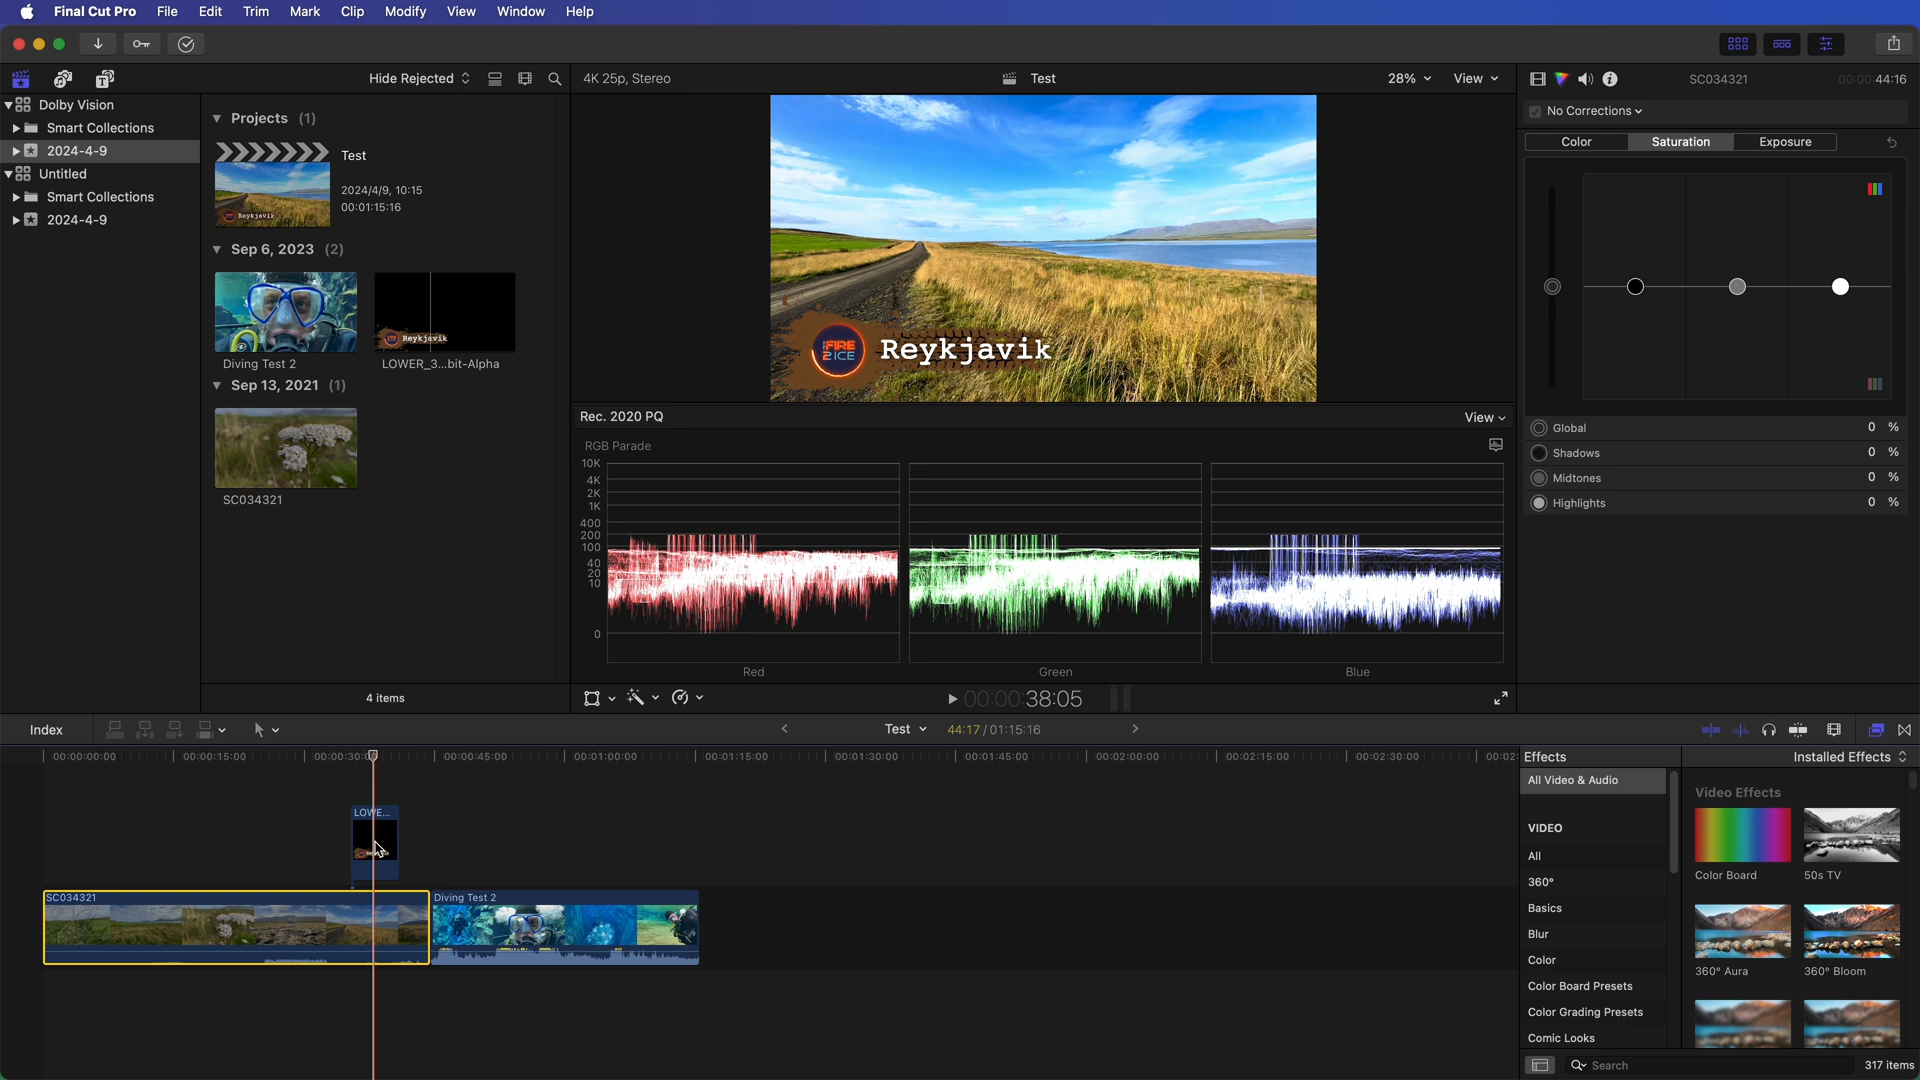 Final Cut Pro File Edit Trim Mark Clip Modify View Window Help
Hide Rejected
4K 25p, Stereo
Test
28%
View
SC034321
00:00:44:16
Dolby Vision
Smart Collections
2024-4-9
Untitled
Smart Collections
2024-4-9
Projects (1)
Test
2024/4/9, 10:15
00:01:15:16
Reykjavik
Sep 6, 2023 (2)
Reykjavik
Diving Test 2
LOWER_3...bit-Alpha
Sep 13, 2021 (1)
SC034321
4 items
FIRE
2ICE
Reykjavik
Rec. 2020 PQ
View
RGB Parade
10K
4K
2K
1K
400
200
100
40
20
10
0
Red
Green
Blue
00:00:00:38:05
No Corrections
Color
Saturation
Exposure
Global 0 %
Shadows 0 %
Midtones 0 %
Highlights 0 %
Index
Test
44:17 / 01:15:16
00:00:00:00
00:00:15:00
00:00:30:0
00:00:45:00
00:01:00:00
00:01:15:00
00:01:30:00
00:01:45:00
00:02:00:00
00:02:15:00
00:02:30:00
00:02:
LOWE...
SC034321
Diving Test 2
Effects
Installed Effects
All Video & Audio
VIDEO
All
360°
Basics
Blur
Color
Color Board Presets
Color Grading Presets
Comic Looks
Video Effects
Color Board
50s TV
360° Aura
360° Bloom
Search
317 items